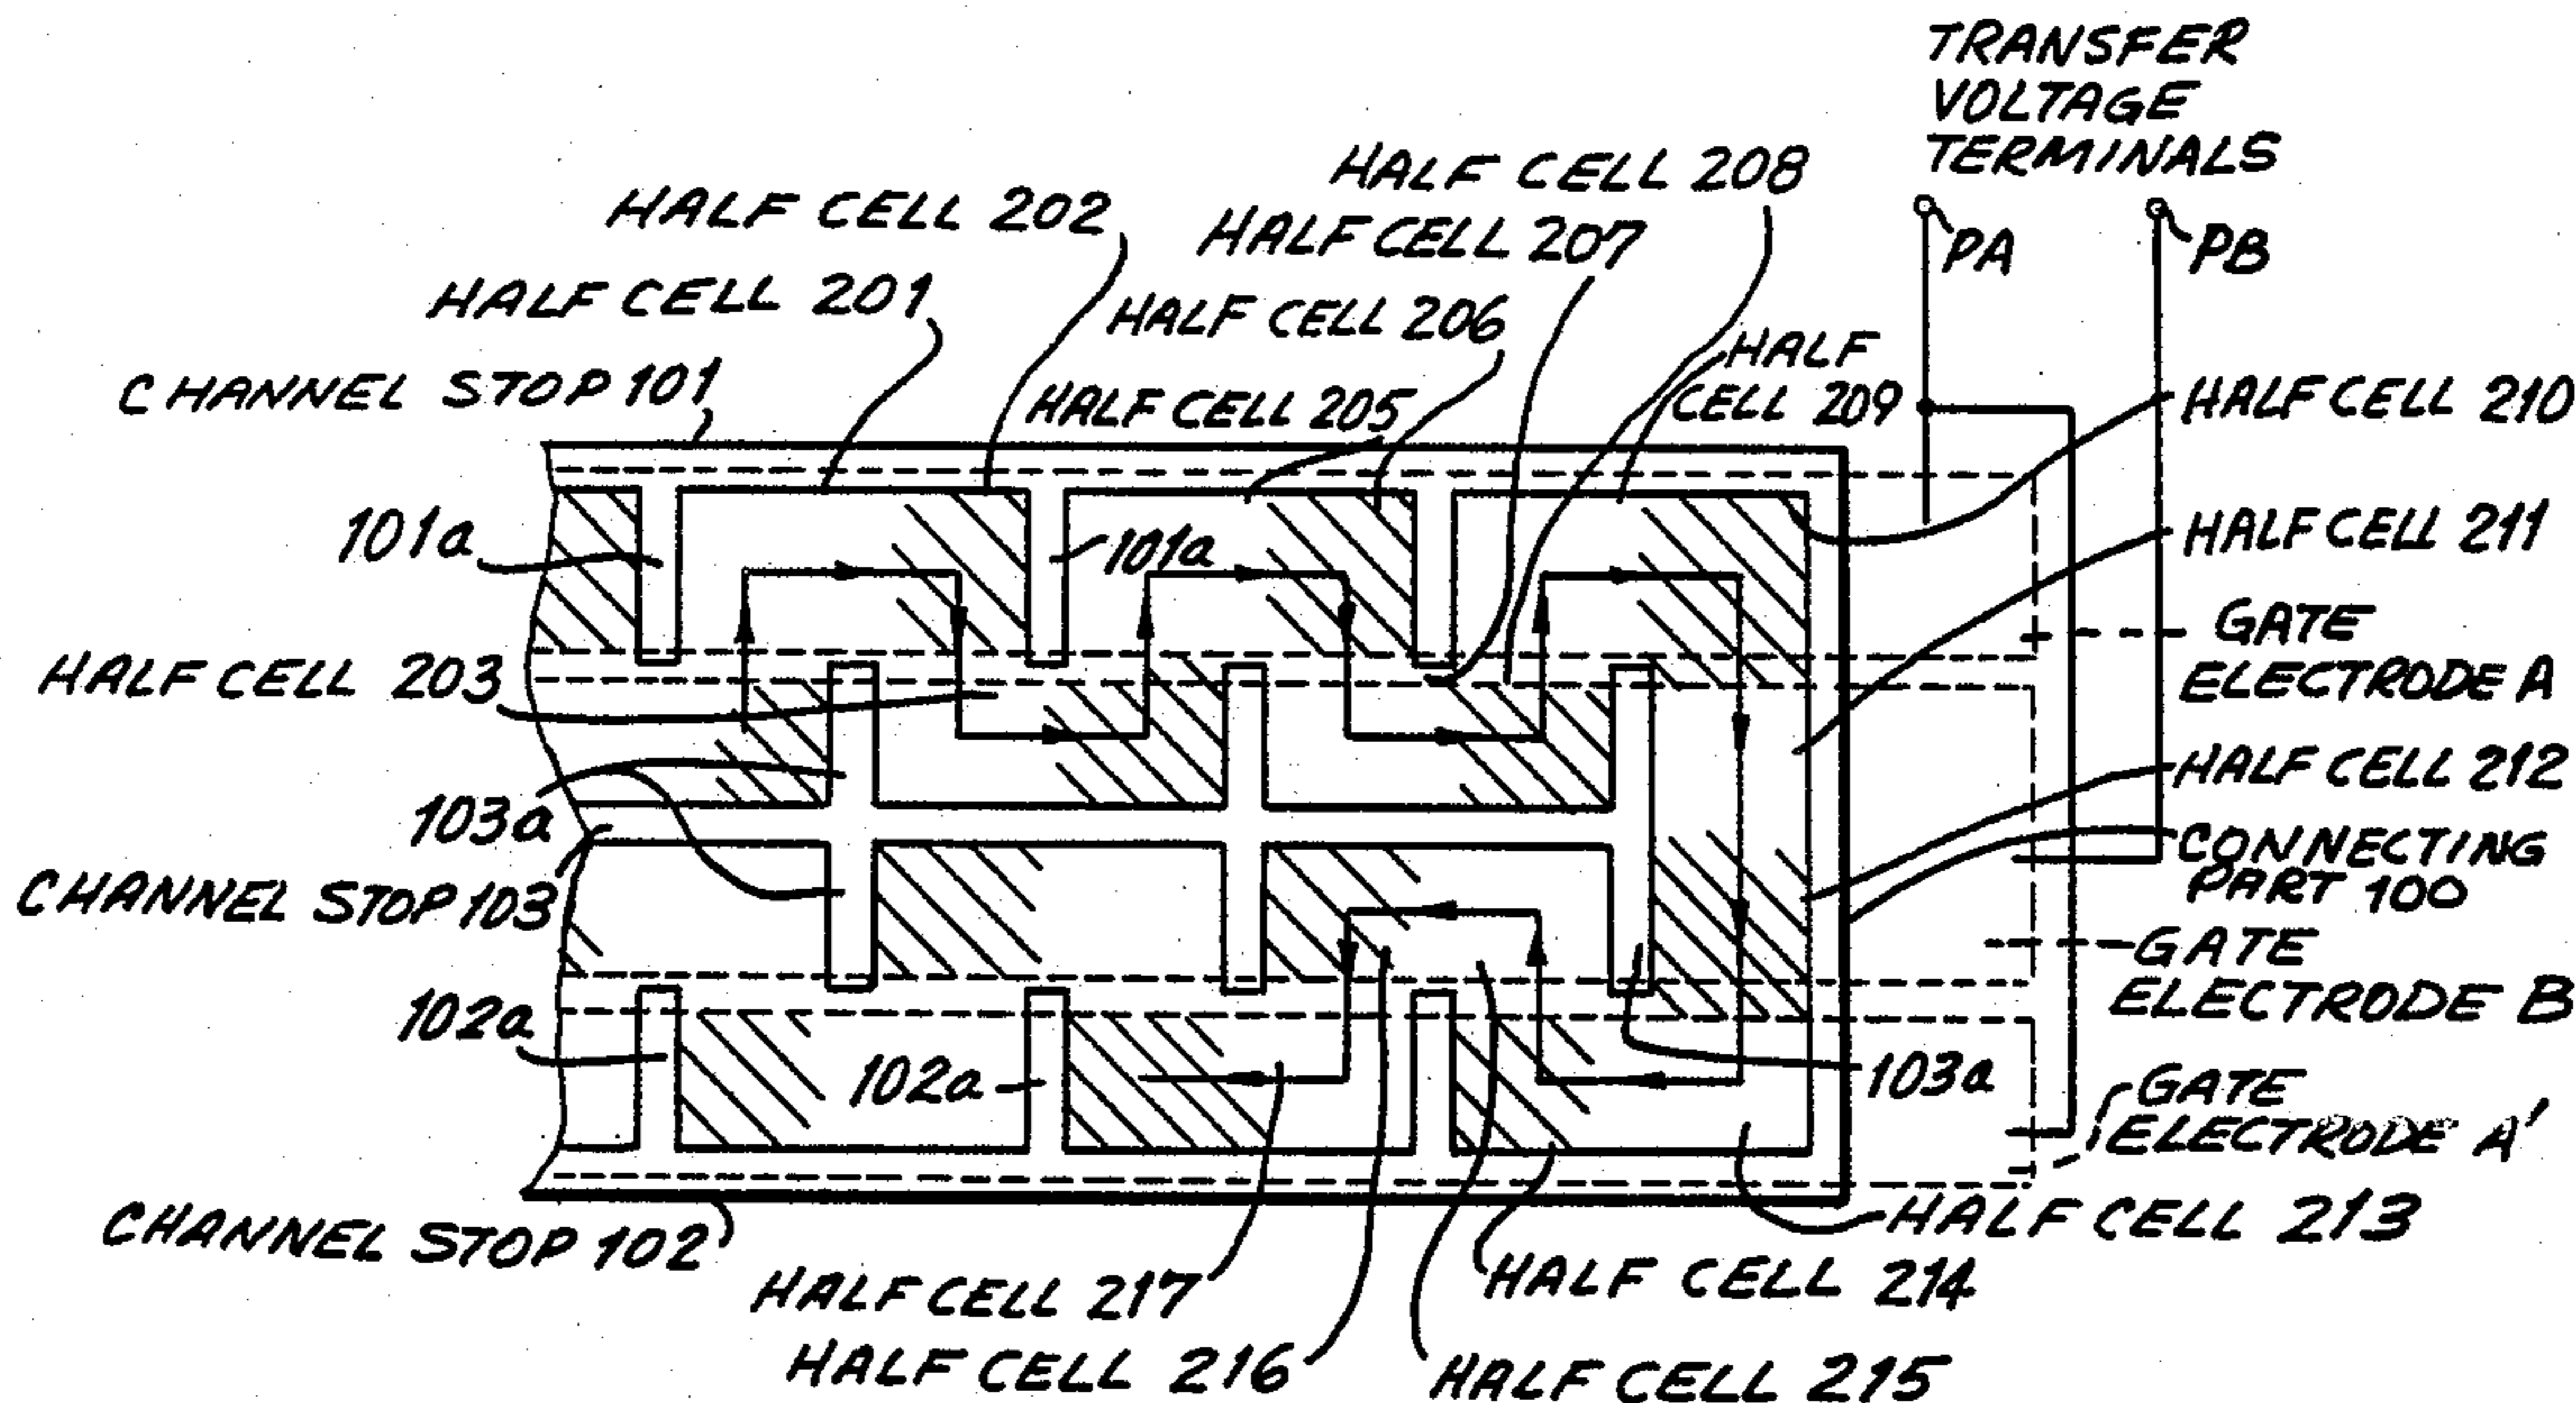 TRANSFER
VOLTAGE
TERMINALS
PA
PB
HALF CELL 208
HALF CELL 202
HALF CELL 207
HALF CELL 201
HALF CELL 206
HALF
CELL 209
CHANNEL STOP 101
HALF CELL 205
HALF CELL 210
101a
101a
HALF CELL 211
GATE
ELECTRODE A
HALF CELL 203
HALF CELL 212
103a
CONNECTING
PART 100
CHANNEL STOP 103
GATE
ELECTRODE B
102a
102a
103a
GATE
ELECTRODE A'
CHANNEL STOP 102
HALF CELL 213
HALF CELL 217
HALF CELL 214
HALF CELL 216
HALF CELL 215